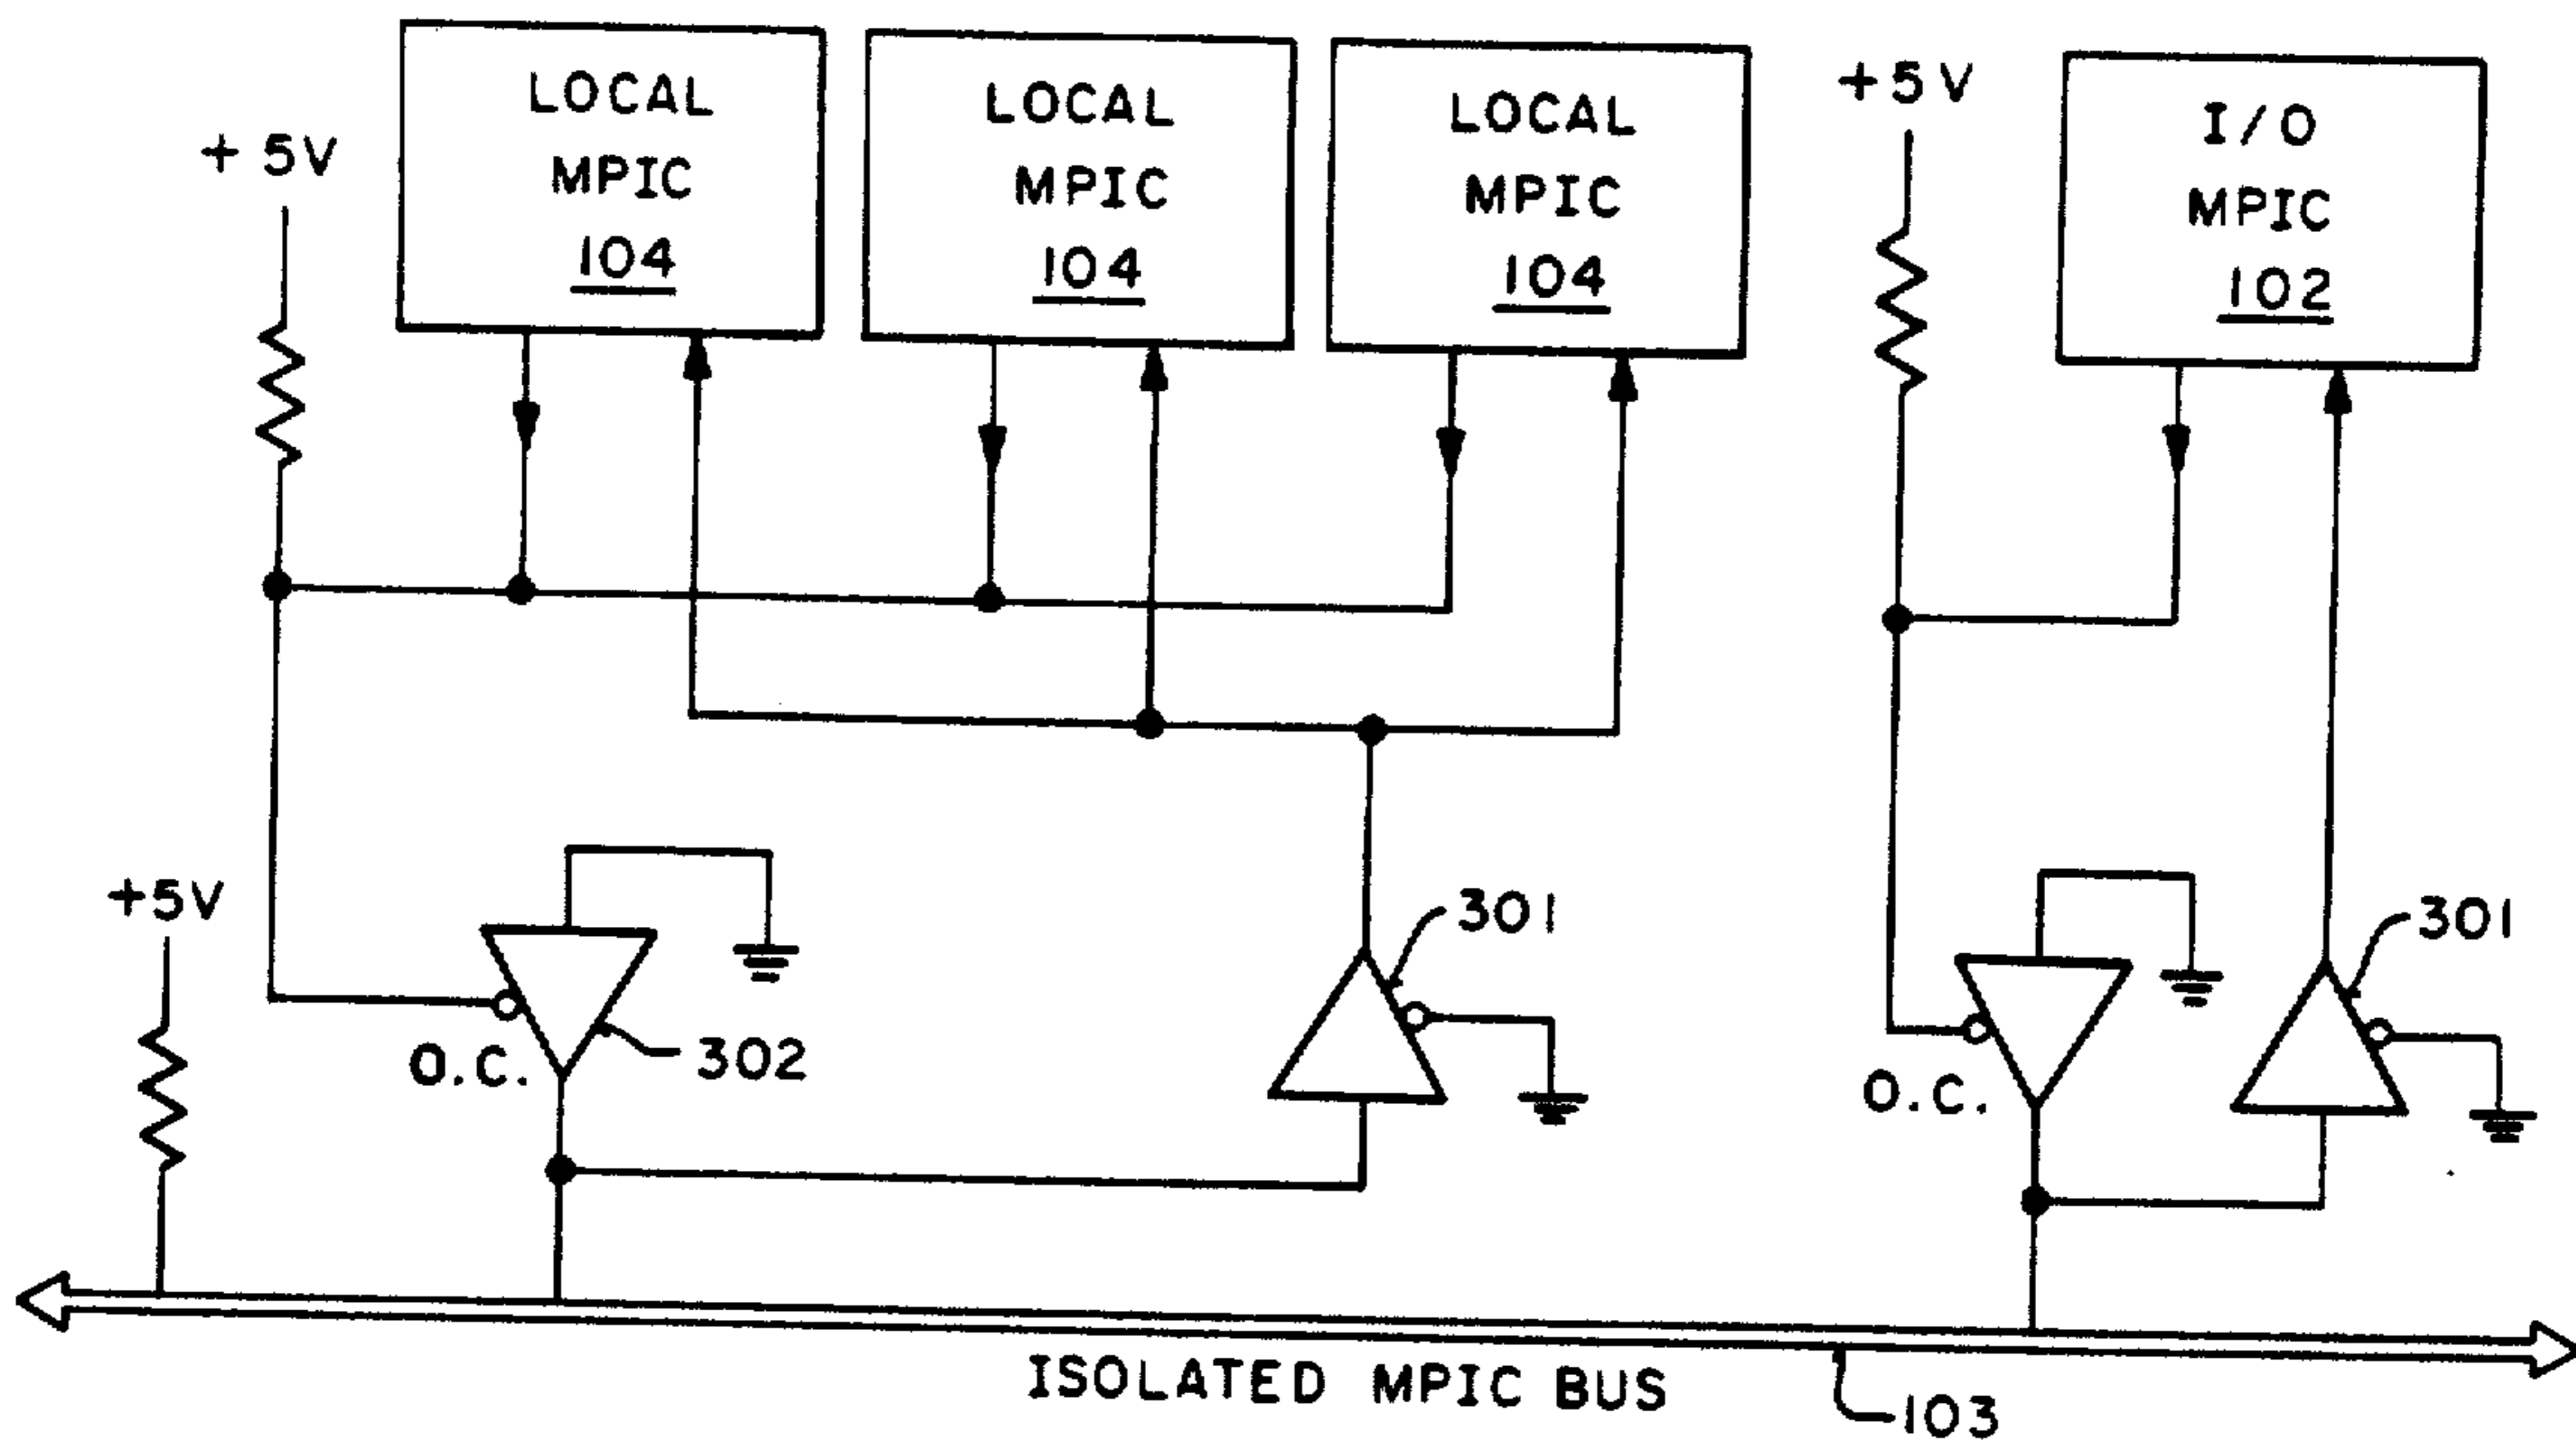 LOCAL
MPIC
104
LOCAL
MPIC
104
LOCAL
MPIC
104
+5V
I/O
MPIC
102
+ 5V
+5V
301
301
302
O.C.
O.C.
ISOLATED MPIC BUS
103